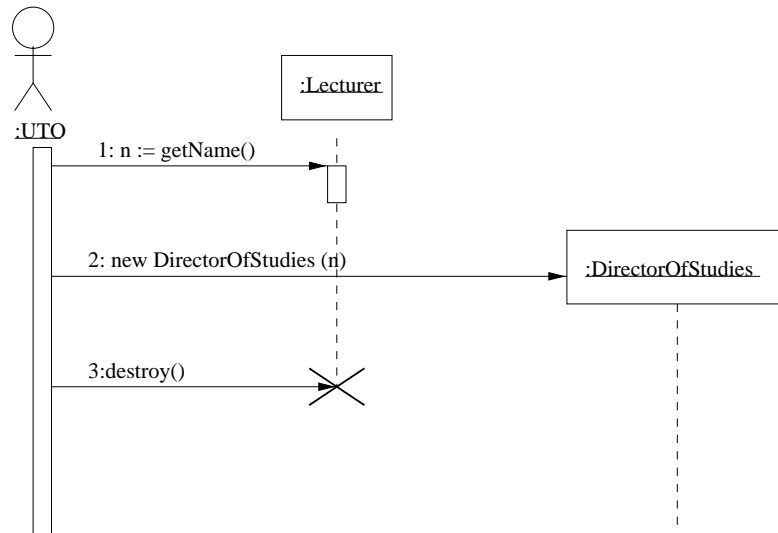 :Lecturer
:UTO
1: n := getName()
2: new DirectorOfStudies (n)
:DirectorOfStudies
3:destroy()